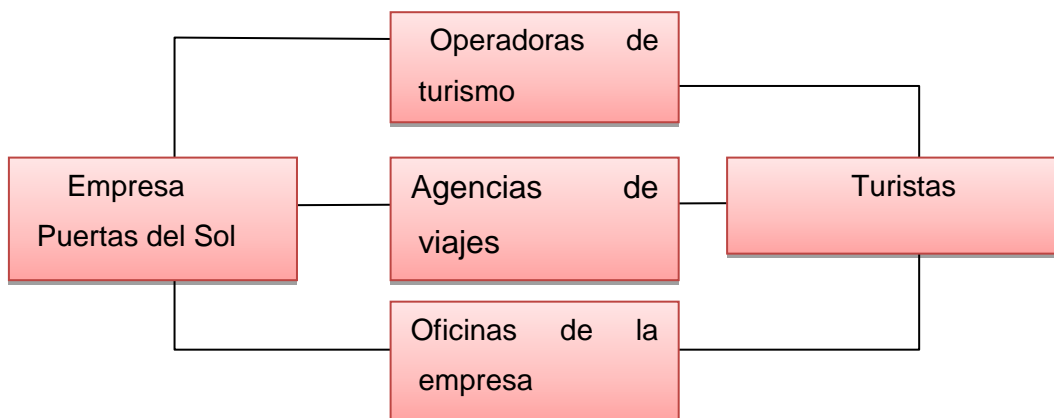 Operadoras de
turismo
Empresa
Puertas del Sol
Agencias de
viajes
Turistas
Oficinas de la
empresa